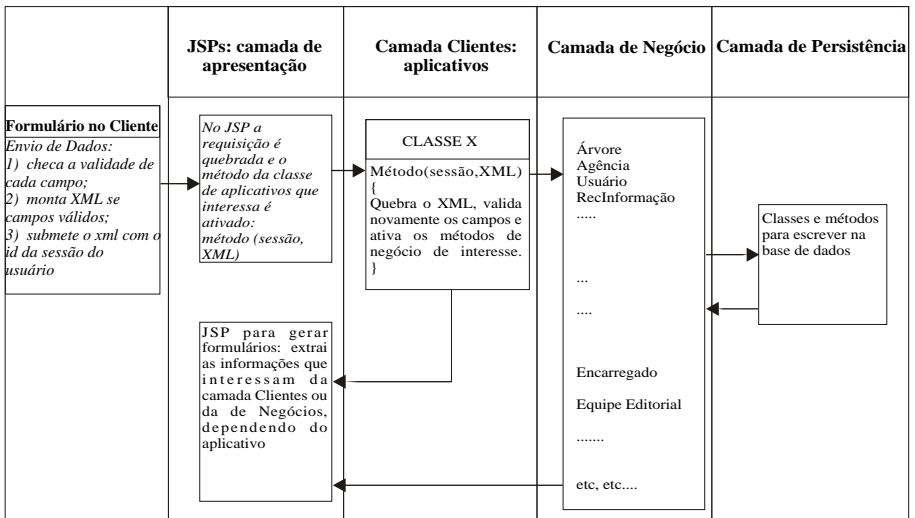 JSPs: camada de
apresentação
Camada Clientes:
aplicativos
Camada de Negócio
Camada de Persistência
Formulário no Cliente
Envio de Dados:
1) checa a validade de
cada campo;
2) monta XML se
campos válidos;
3) submete o xml com o
id da sessão do
usuário
No JSP a
requisição é
quebrada e o
método da classe
de aplicativos que
interessa é
ativado:
método (sessão,
XML)
CLASSE X
Método(sessão,XML)
{
Quebra o XML, valida
novamente os campos e
ativa os métodos de
negócio de interesse.
}
Árvore
Agência
Usuário
RecInformação
.....
...
....
Encarregado
Equipe Editorial
.......
etc, etc....
Classes e métodos
para escrever na
base de dados
JSP para gerar
formulários: extrai
as informações que
interessam da
camada Clientes ou
da de Negócios,
dependendo do
aplicativo